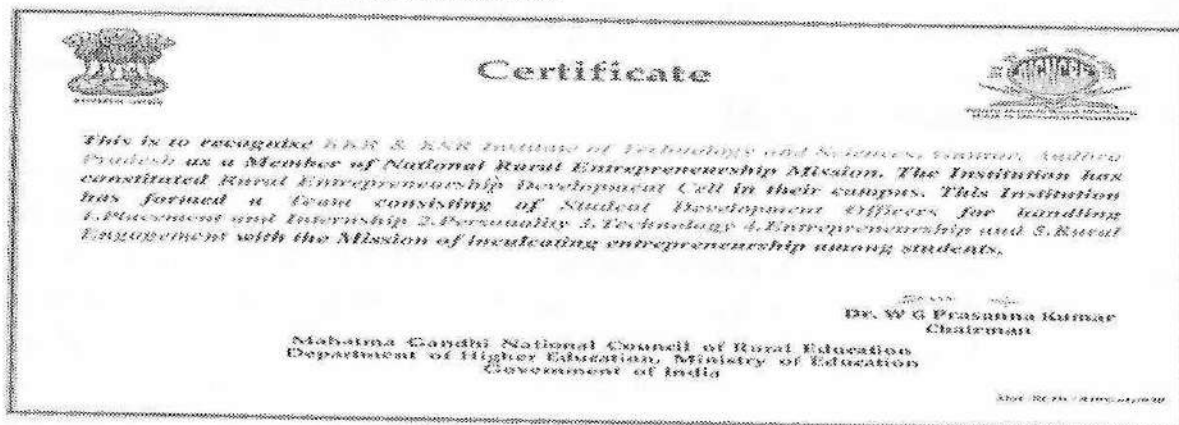 Certificate
This is to recognize KKR & KSR Institute of Technology and Sciences, Guntur, Andhra
Pradesh as a Member of National Rural Entrepreneurship Mission. The Institution has
constituted Rural Entrepreneurship Development Cell in their campus. This Institution
has formed a Team consisting of Student Development Officers for handling
1.Placement and Internship 2.Personality 3.Technology 4.Entrepreneurship and 5.Rural
Engagement with the Mission of inculcating entrepreneurship among students.
Dr. W G Prasanna Kumar
Chairman
Mahatma Gandhi National Council of Rural Education
Department of Higher Education, Ministry of Education
Government of India